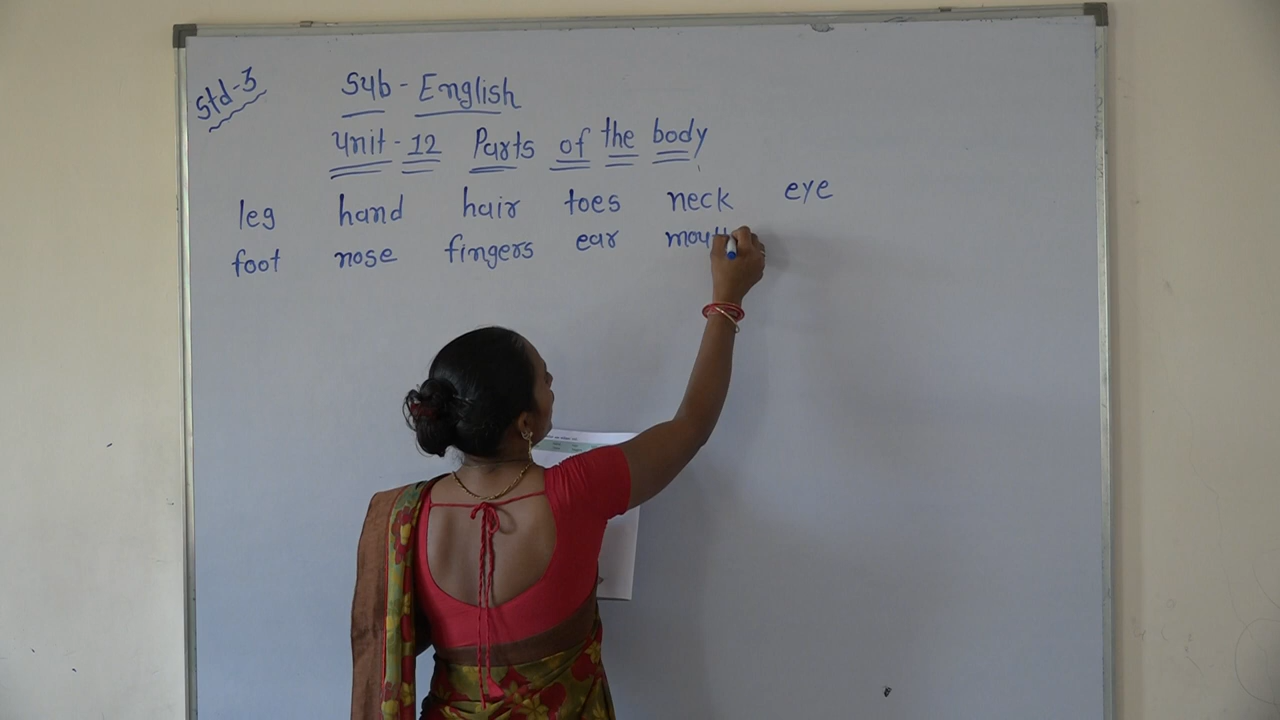 Std-3
Sub - English
Unit - 12 Parts of the body
leg hand hair toes neck eye
foot nose fingers ear mouth